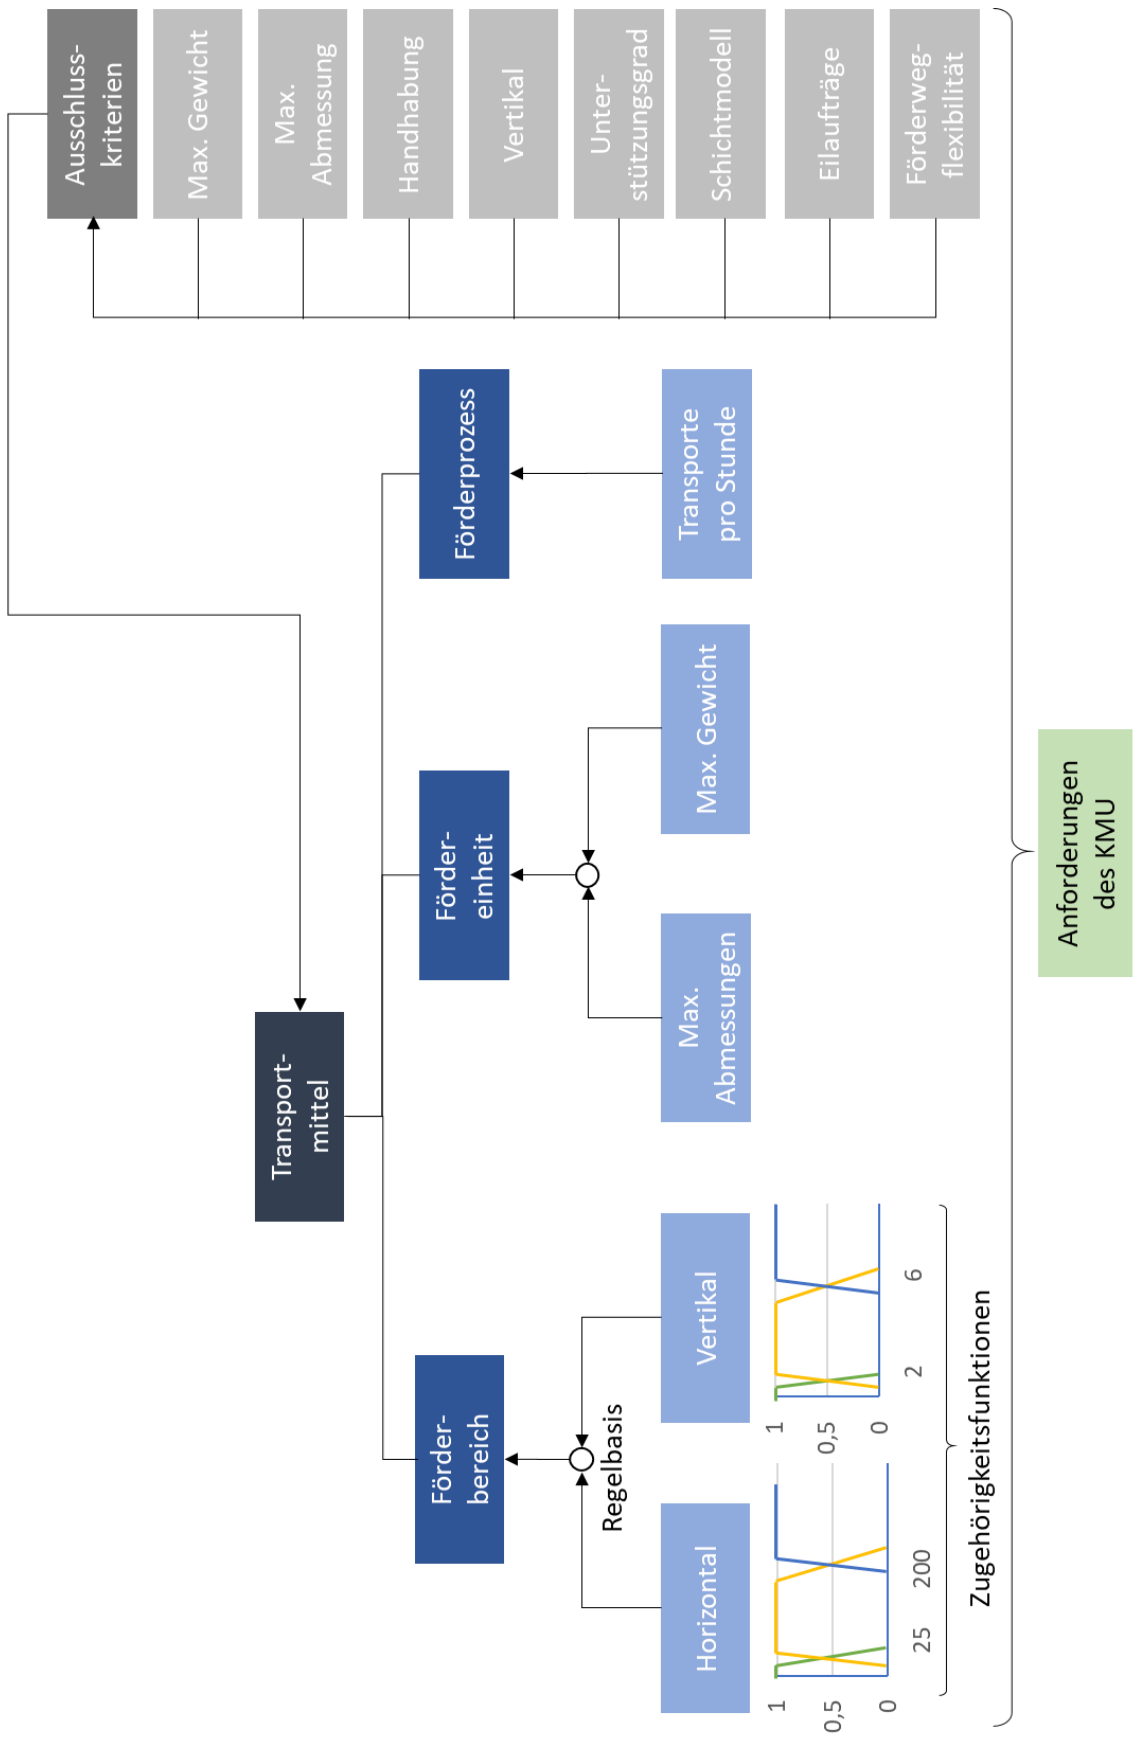 Transport-
mittel
Förder-
bereich
Förder-
einheit
Förderprozess
Regelbasis
Horizontal
Vertikal
Max.
Abmessungen
Max. Gewicht
Transporte
pro Stunde
1
0,5
0
25
200
1
0,5
0
2
6
Zugehörigkeitsfunktionen
Ausschluss-
kriterien
Max. Gewicht
Max.
Abmessung
Handhabung
Vertikal
Unter-
stützungsgrad
Schichtmodell
Eilaufträge
Förderweg-
flexibilität
Anforderungen
des KMU